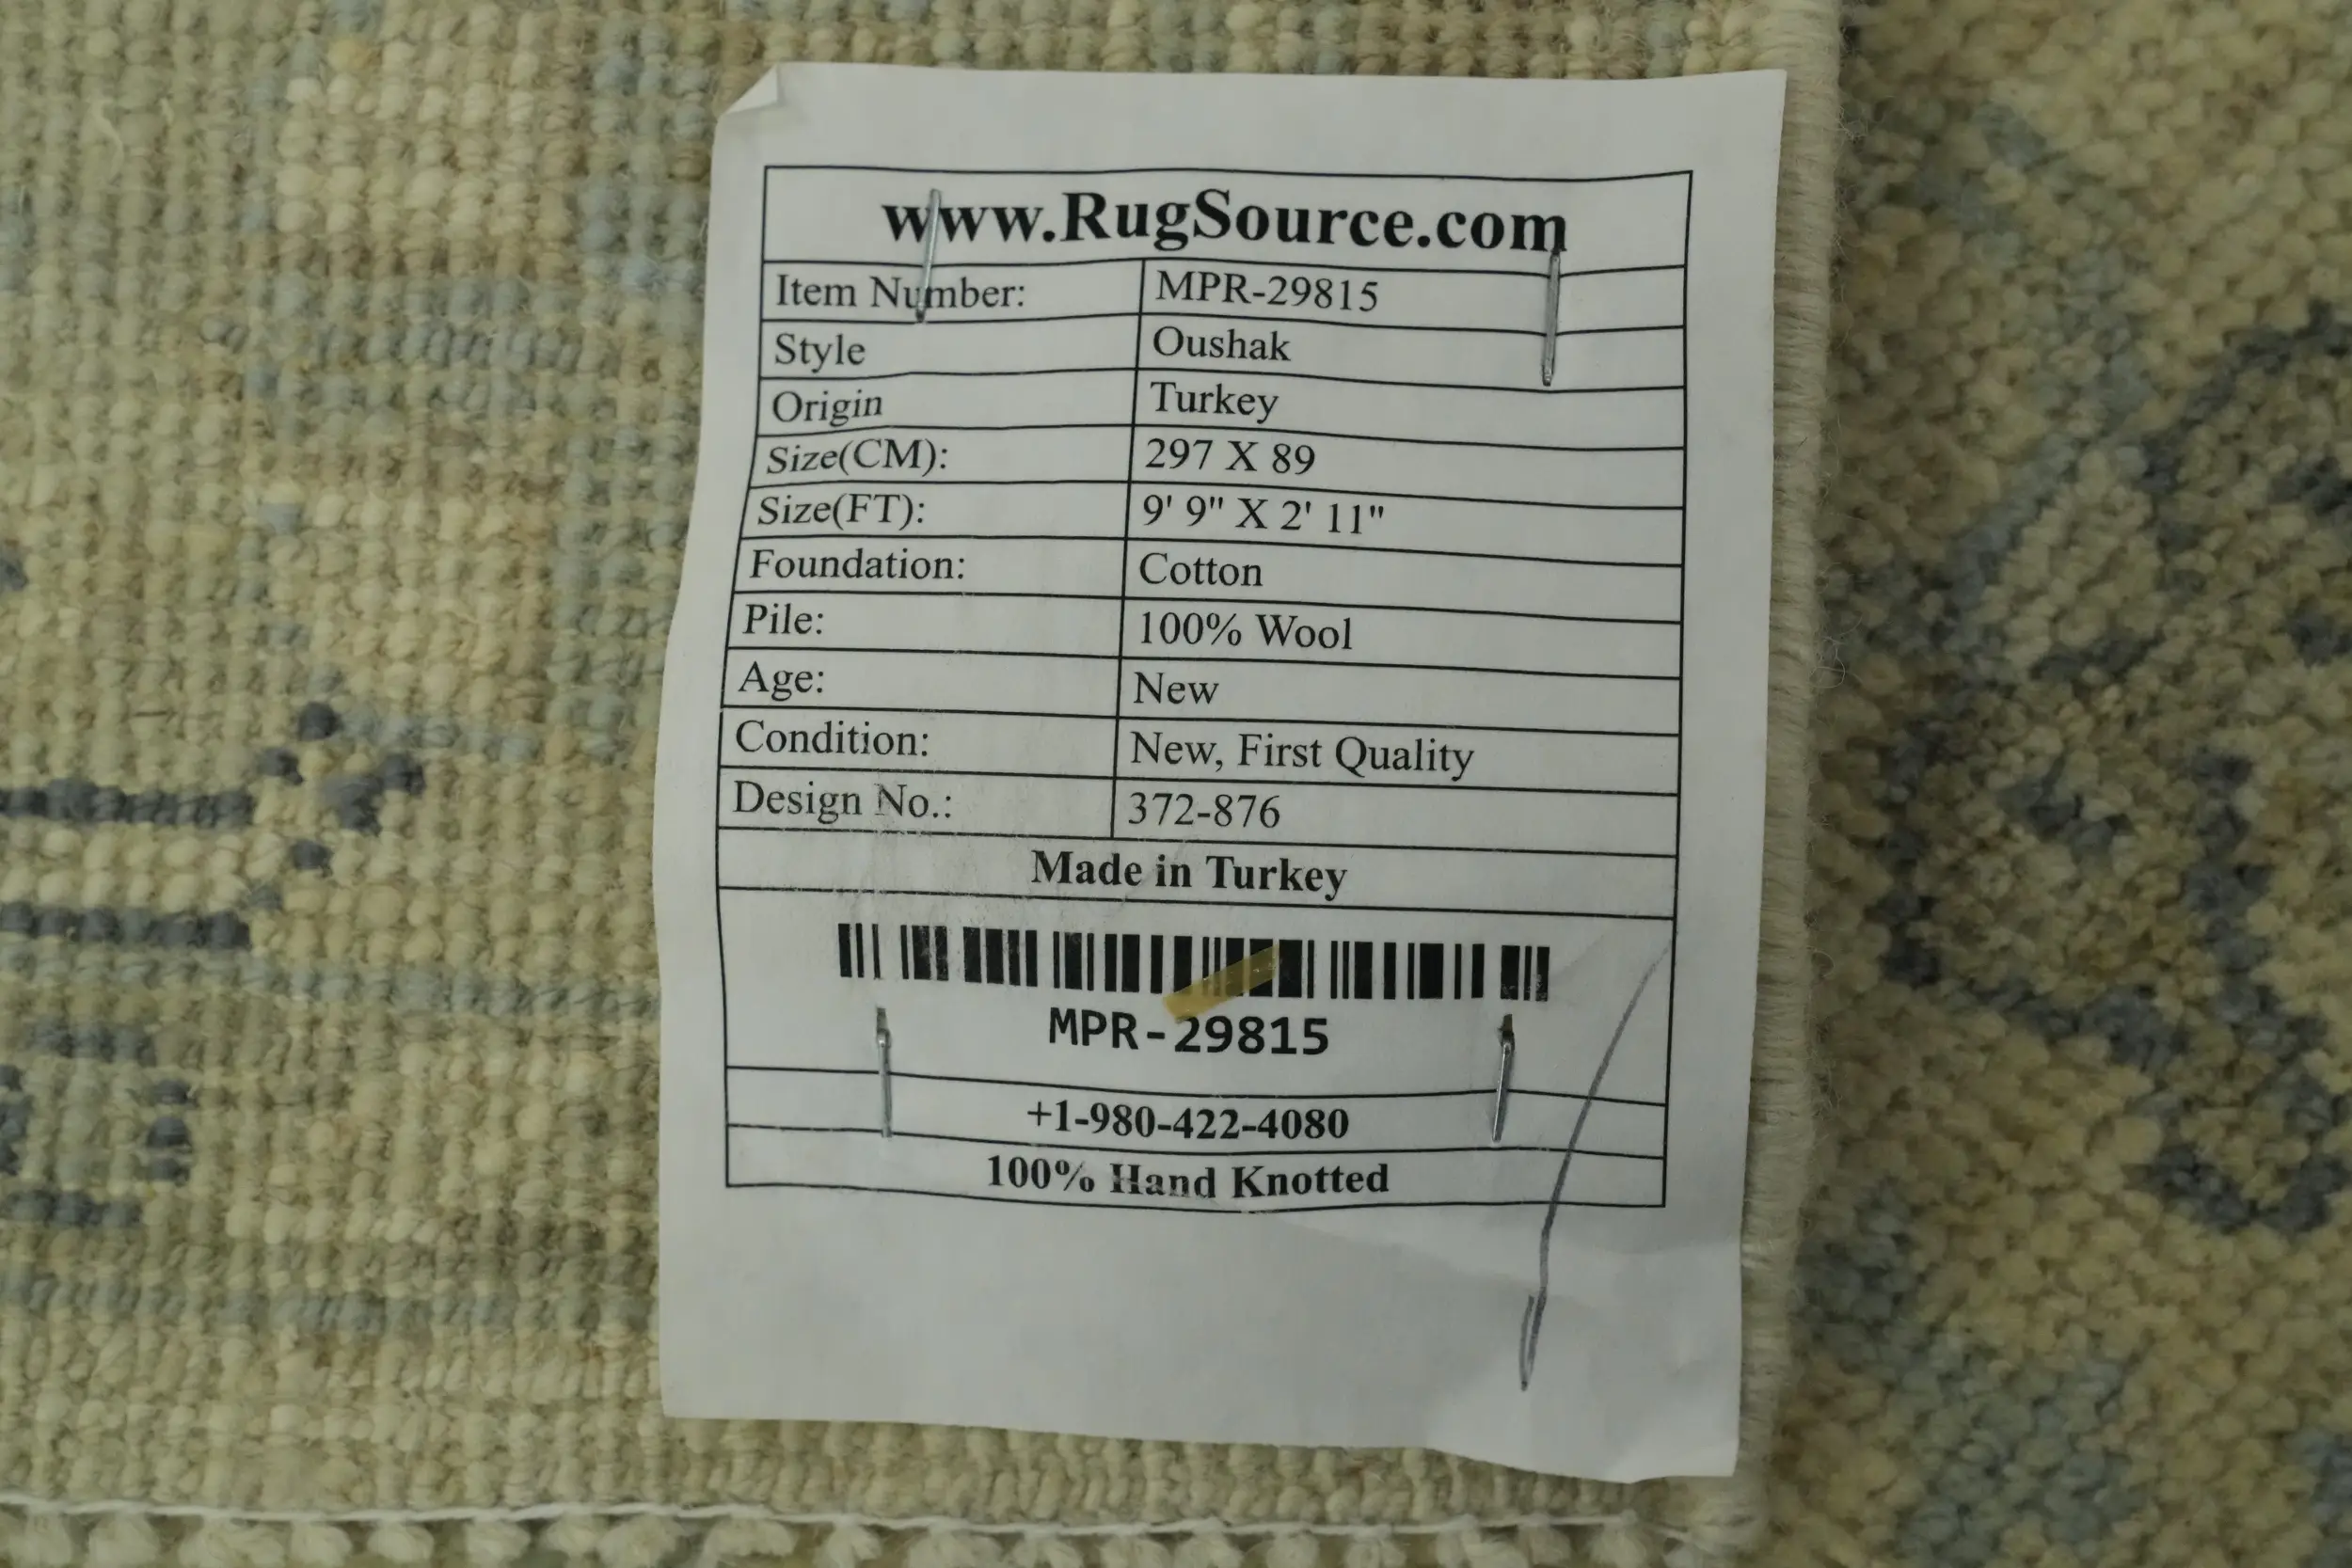 www.RugSource.com
Item Number: MPR-29815
Style Oushak
Origin Turkey
Size(CM): 297 X 89
Size(FT): 9' 9" X 2' 11"
Foundation: Cotton
Pile: 100% Wool
Age: New
Condition: New, First Quality
Design No.: 372-876
Made in Turkey
MPR-29815
+1-980-422-4080
100% Hand Knotted